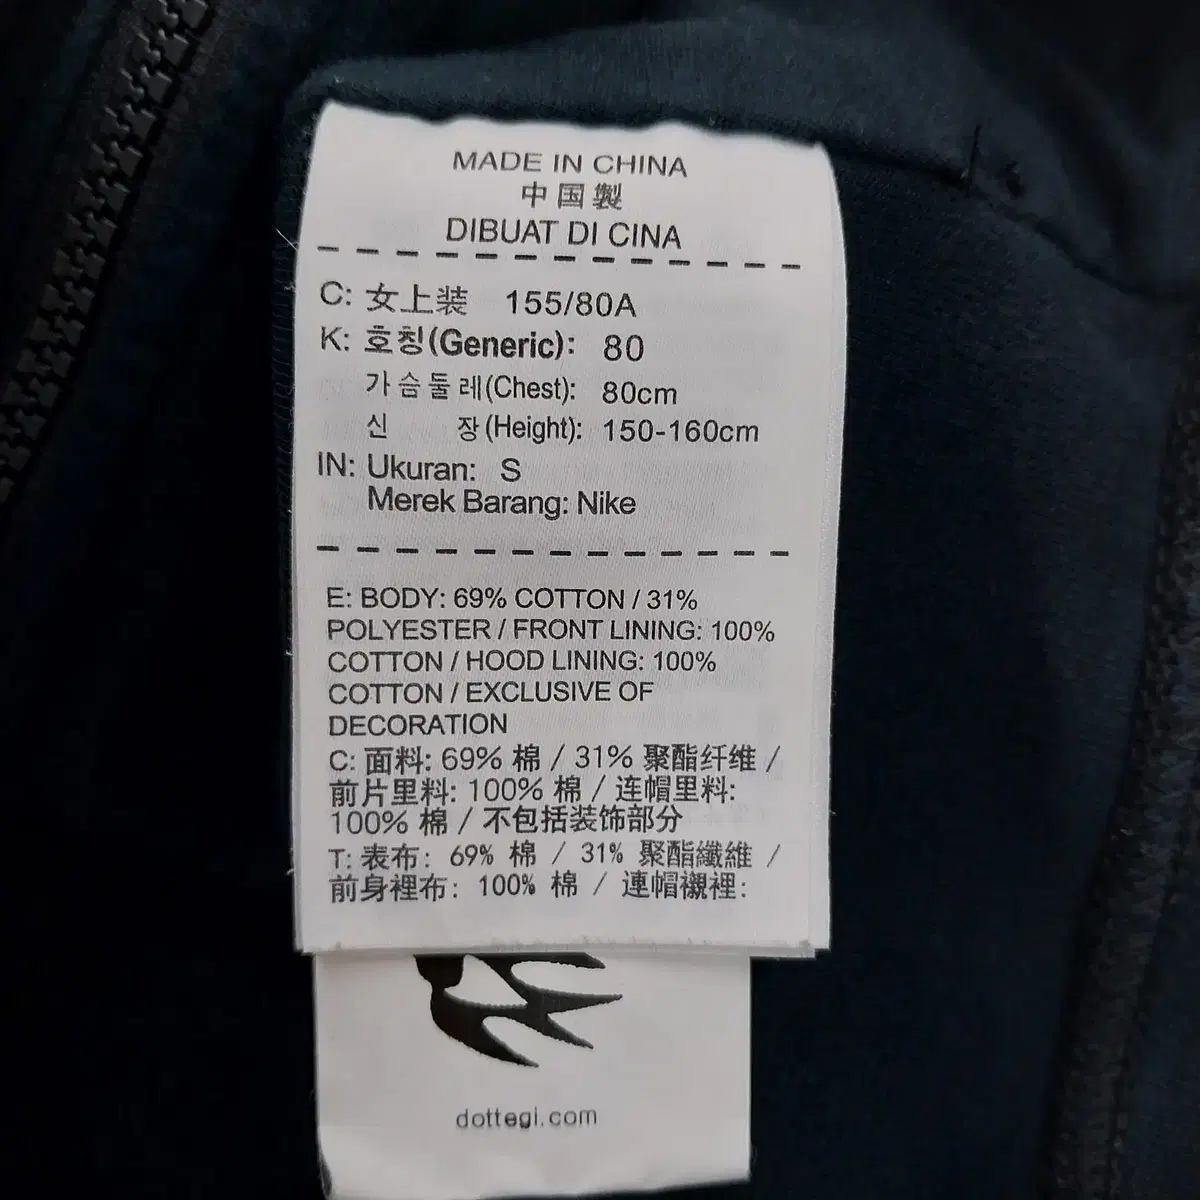 MADE IN CHINA
中国製
DIBUAT DI CINA
C: 女上装 155/80A
K: 호칭(Generic): 80
가슴둘레(Chest): 80cm
신 장(Height): 150-160cm
IN: Ukuran: S
Merek Barang: Nike
E: BODY: 69% COTTON / 31%
POLYESTER / FRONT LINING: 100%
COTTON / HOOD LINING: 100%
COTTON / EXCLUSIVE OF
DECORATION
C: 面料: 69% 棉 / 31% 聚酯纤维 /
前片里料: 100% 棉 / 连帽里料:
100% 棉 / 不包括装饰部分
T: 表布: 69% 棉 / 31% 聚酯纖維 /
前身裡布: 100% 棉 / 連帽襯裡:
dottegi.com